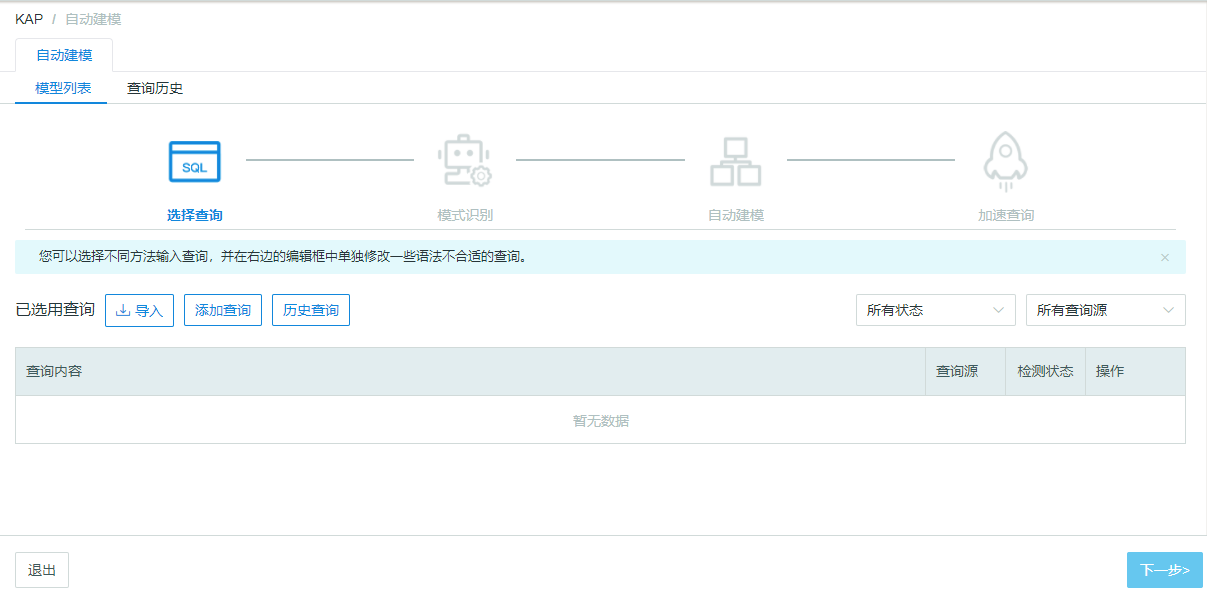 KAP / 自动建模
自动建模
模型列表 查询历史
SQL
选择查询 模式识别 自动建模 加速查询
您可以选择不同方法输入查询，并在右边的编辑框中单独修改一些语法不合适的查询。 ×
已选用查询 导入 添加查询 历史查询 所有状态 所有查询源
查询内容 查询源 检测状态 操作
暂无数据
退出 下一步>